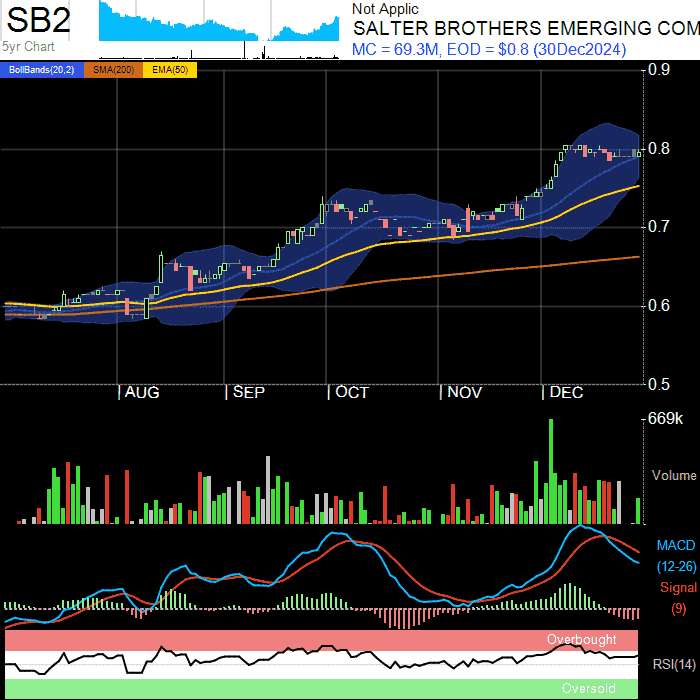 SB2
5yr Chart
Not Applic
SALTER BROTHERS EMERGING COM
MC = 69.3M, EOD = $0.8 (30Dec2024)
BollBands(20,2) SMA(200) EMA(50)
0.9
0.8
0.7
0.6
0.5
AUG SEP OCT NOV DEC
669k
Volume
MACD
(12-26)
Signal
(9)
Overbought
RSI(14)
Oversold